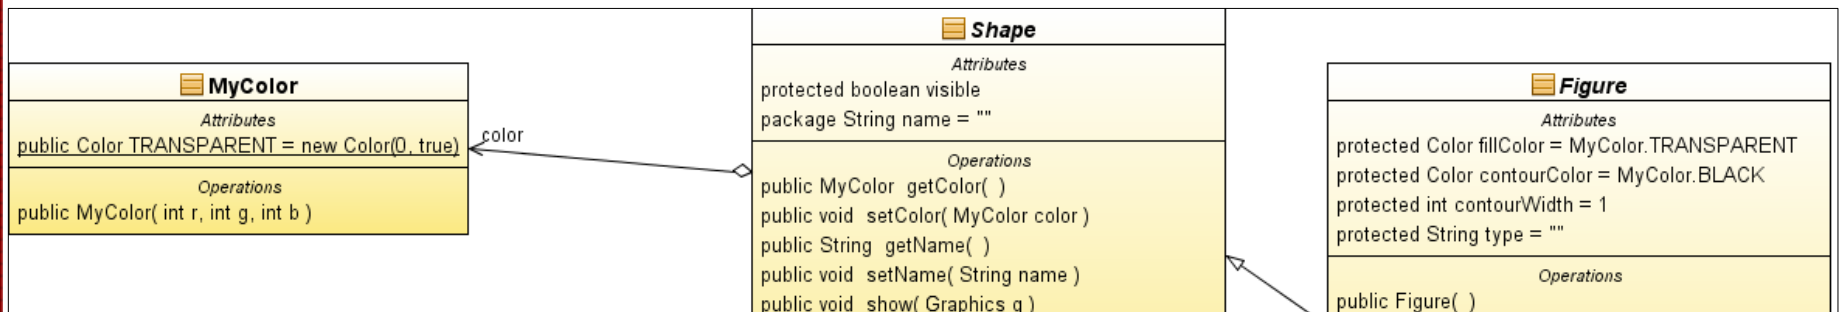 MyColor
Attributes
public Color TRANSPARENT = new Color(0, true)
Operations
public MyColor( int r, int g, int b )
color
Shape
Attributes
protected boolean visible
package String name = ""
Operations
public MyColor getColor( )
public void setColor( MyColor color )
public String getName( )
public void setName( String name )
public void show( Graphics g )
Figure
Attributes
protected Color fillColor = MyColor.TRANSPARENT
protected Color contourColor = MyColor.BLACK
protected int contourWidth = 1
protected String type = ""
Operations
public Figure( )